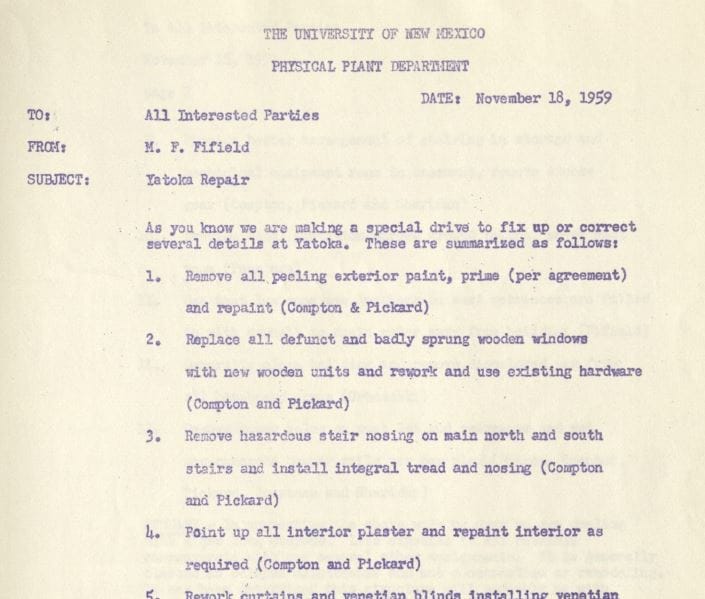 THE UNIVERSITY OF NEW MEXICO
PHYSICAL PLANT DEPARTMENT
DATE: November 18, 1959
TO: All Interested Parties
FROM: M. F. Fifield
SUBJECT: Yatoka Repair
As you know we are making a special drive to fix up or correct
several details at Yatoka. These are summarized as follows:
1. Remove all peeling exterior paint, prime (per agreement)
and repaint (Compton & Pickard)
2. Replace all defunct and badly sprung wooden windows
with new wooden units and rework and use existing hardware
(Compton and Pickard)
3. Remove hazardous stair nosing on main north and south
stairs and install integral tread and nosing (Compton
and Pickard)
4. Point up all interior plaster and repaint interior as
required (Compton and Pickard)
5. Rework curtains and venetian blinds installing venetian